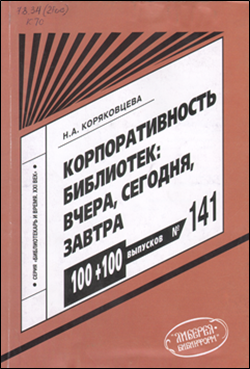 Н.А. КОРЯКОВЦЕВА
КОРПОРАТИВНОСТЬ
БИБЛИОТЕК:
ВЧЕРА, СЕГОДНЯ,
ЗАВТРА
100+100
ВЫПУСКОВ
№ 141
• СЕРИЯ «БИБЛИОТЕКАРЬ И ВРЕМЯ. XXI ВЕК» •
ЛИБЕРЕЯ
БИБИНФОРМ